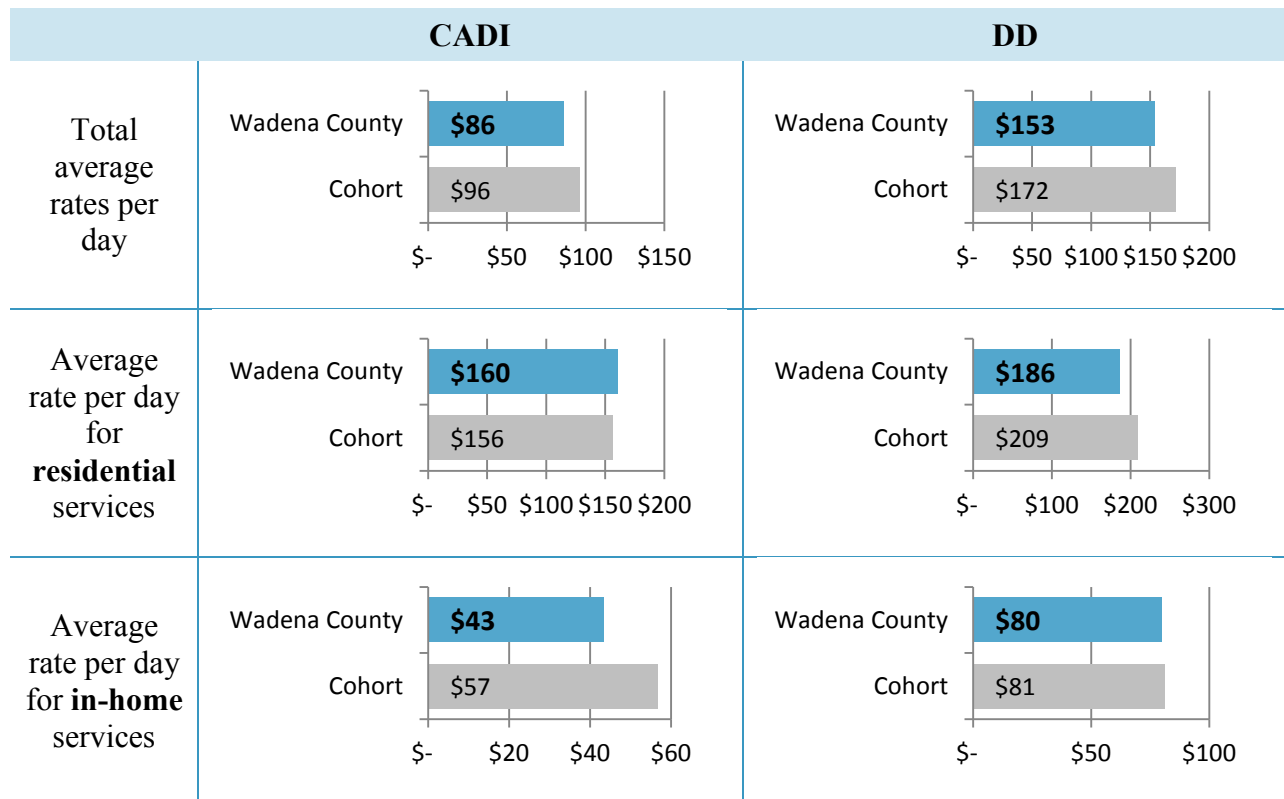 CADI DD
Total
average
rates per
day
Wadena County $86
Cohort $96
$- $50 $100 $150
Wadena County $153
Cohort $172
$- $50 $100 $150 $200
Average
rate per day
for
residential
services
Wadena County $160
Cohort $156
$- $50 $100 $150 $200
Wadena County $186
Cohort $209
$- $100 $200 $300
Average
rate per day
for in-home
services
Wadena County $43
Cohort $57
$- $20 $40 $60
Wadena County $80
Cohort $81
$- $50 $100